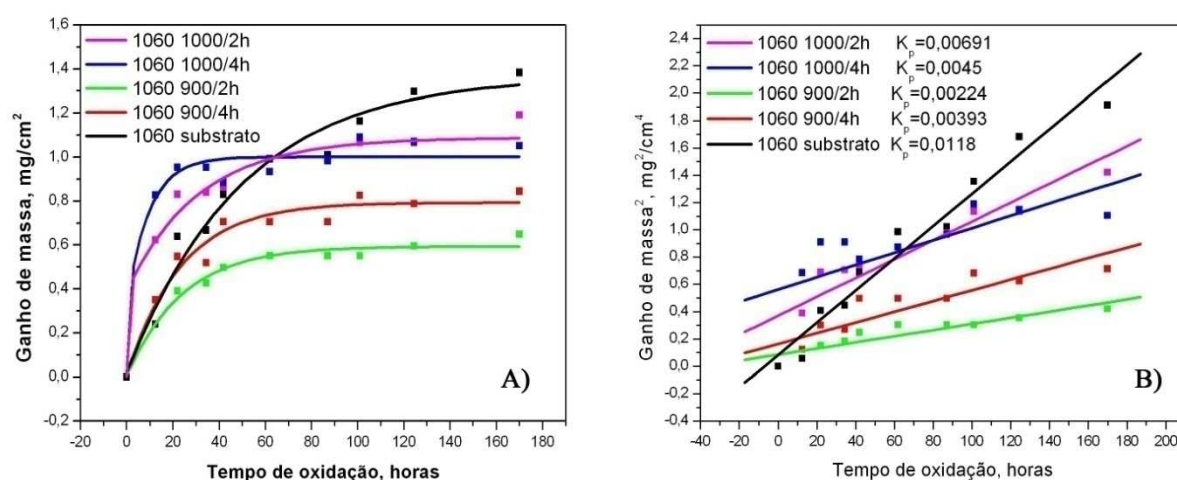 1,6
1,4
1,2
1,0
0,8
0,6
0,4
0,2
0,0
-0,2
Ganho de massa, mg/cm²
1060 1000/2h
1060 1000/4h
1060 900/2h
1060 900/4h
1060 substrato
A)
0 20 40 60 80 100 120 140 160 180
Tempo de oxidação, horas
2,4
2,2
2,0
1,8
1,6
1,4
1,2
1,0
0,8
0,6
0,4
0,2
0,0
-0,2
-0,4
Ganho de massa², mg²/cm⁴
1060 1000/2h Kp=0,00691
1060 1000/4h Kp=0,0045
1060 900/2h Kp=0,00224
1060 900/4h Kp=0,00393
1060 substrato Kp=0,0118
B)
-40 -20 0 20 40 60 80 100 120 140 160 180 200
Tempo de oxidação, horas